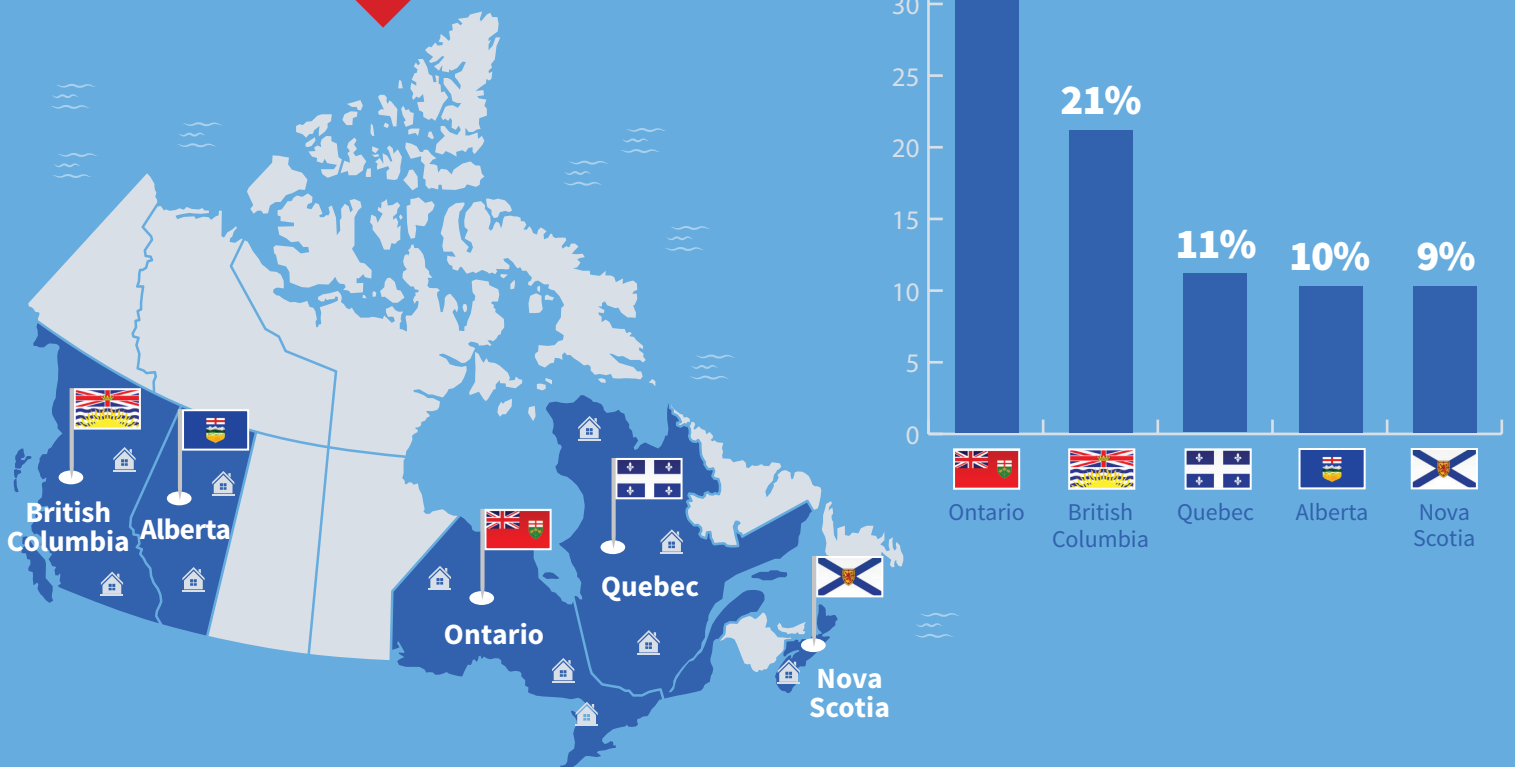 30
25
20
15
10
5
0
21%
11%
10%
9%
Ontario
British
Columbia
Quebec
Alberta
Nova
Scotia
British
Columbia
Alberta
Ontario
Quebec
Nova
Scotia